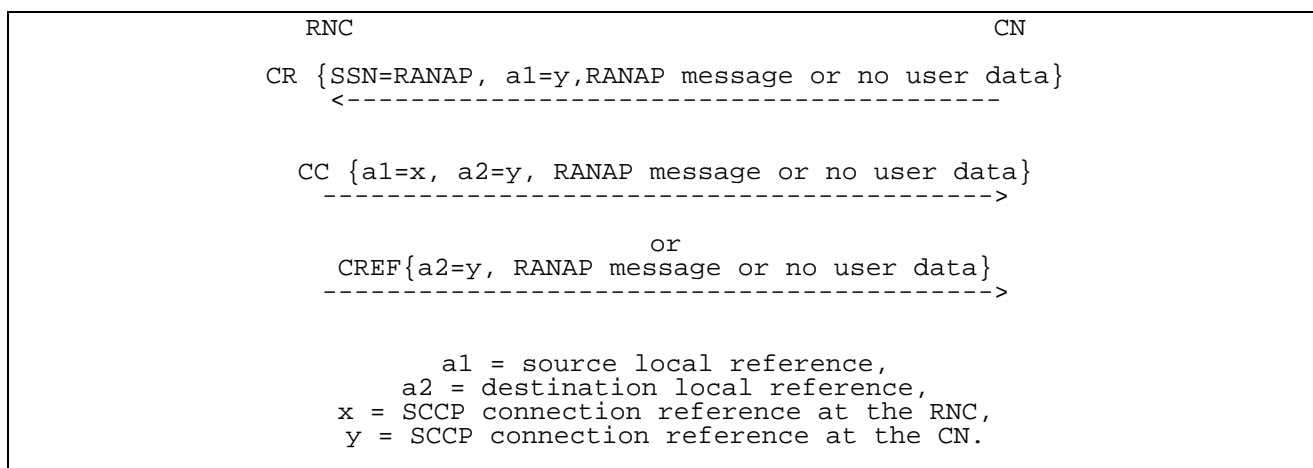 RNC CN
CR {SSN=RANAP, a1=y,RANAP message or no user data}
<-----------------------------------------
CC {a1=x, a2=y, RANAP message or no user data}
------------------------------------------>
or
CREF{a2=y, RANAP message or no user data}
------------------------------------------>
a1 = source local reference,
a2 = destination local reference,
x = SCCP connection reference at the RNC,
y = SCCP connection reference at the CN.